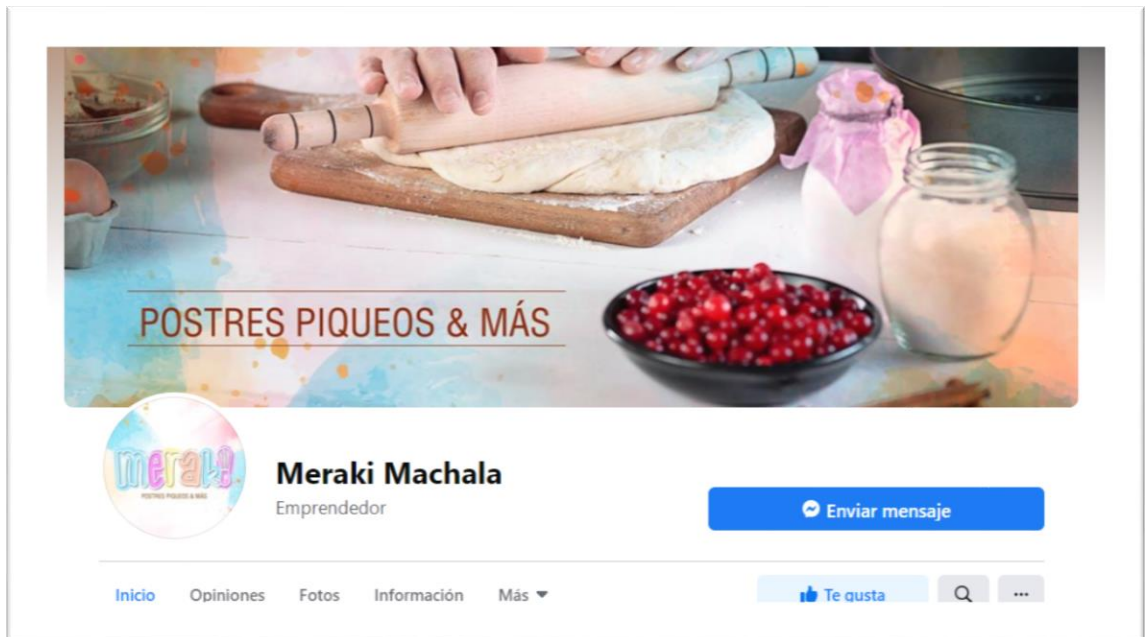 POSTRES PIQUEOS & MÁS
meraki
POSTRES PIQUEOS & MÁS
Meraki Machala
Emprendedor
Enviar mensaje
Inicio Opiniones Fotos Información Más
Te gusta
...